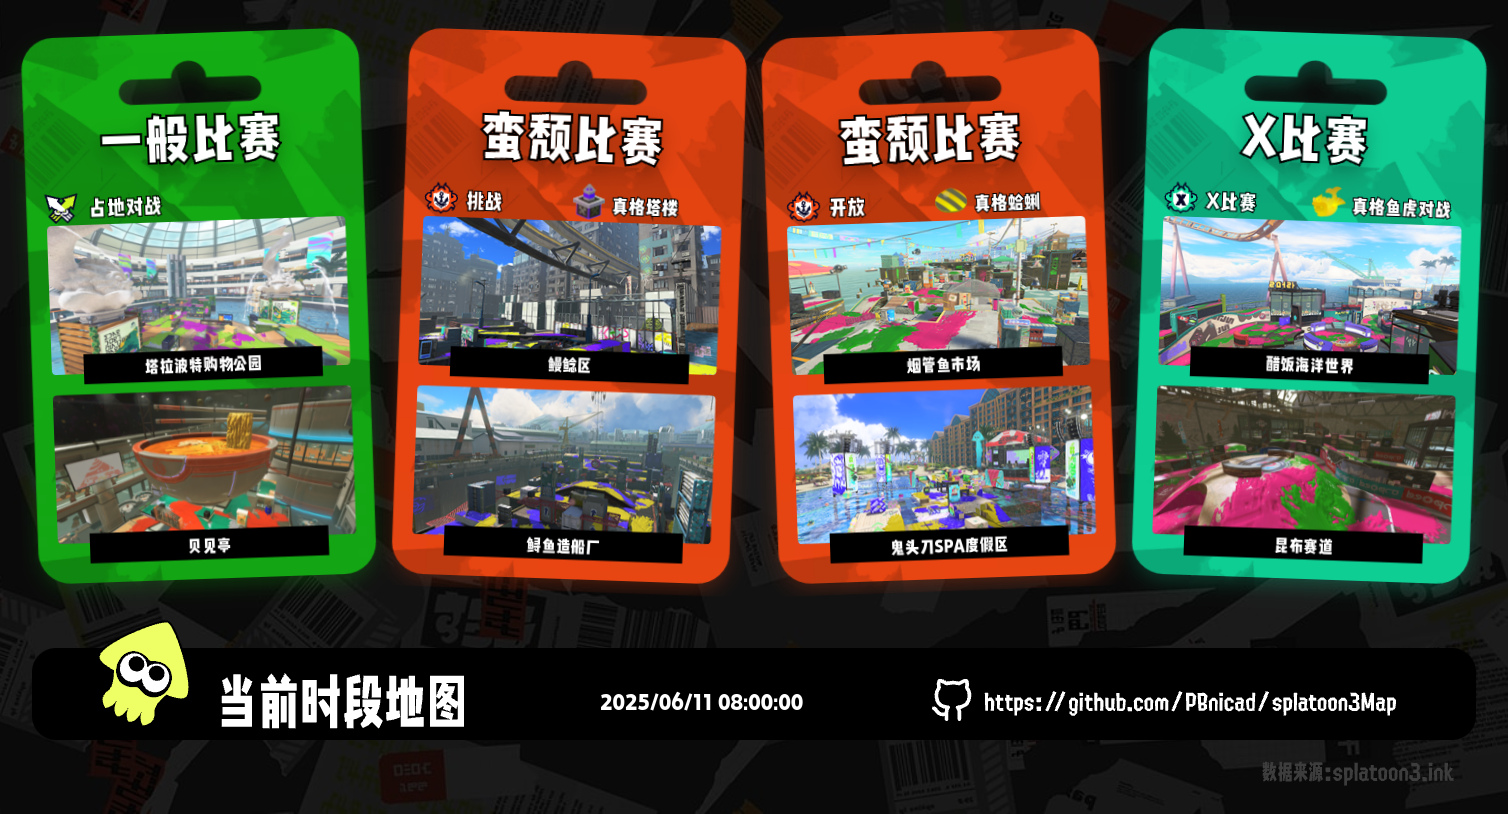 一般比赛
占地对战
塔拉波特购物公园
贝见亭
蛮颓比赛
挑战
真格塔楼
鳗鲶区
鲟鱼造船厂
蛮颓比赛
开放
真格蛤蜊
烟管鱼市场
鬼头刀SPA度假区
X比赛
X比赛
真格鱼虎对战
醋饭海洋世界
昆布赛道
当前时段地图
2025/06/11 08:00:00
https://github.com/PBnicad/splatoon3Map
数据来源:splatoon3.ink